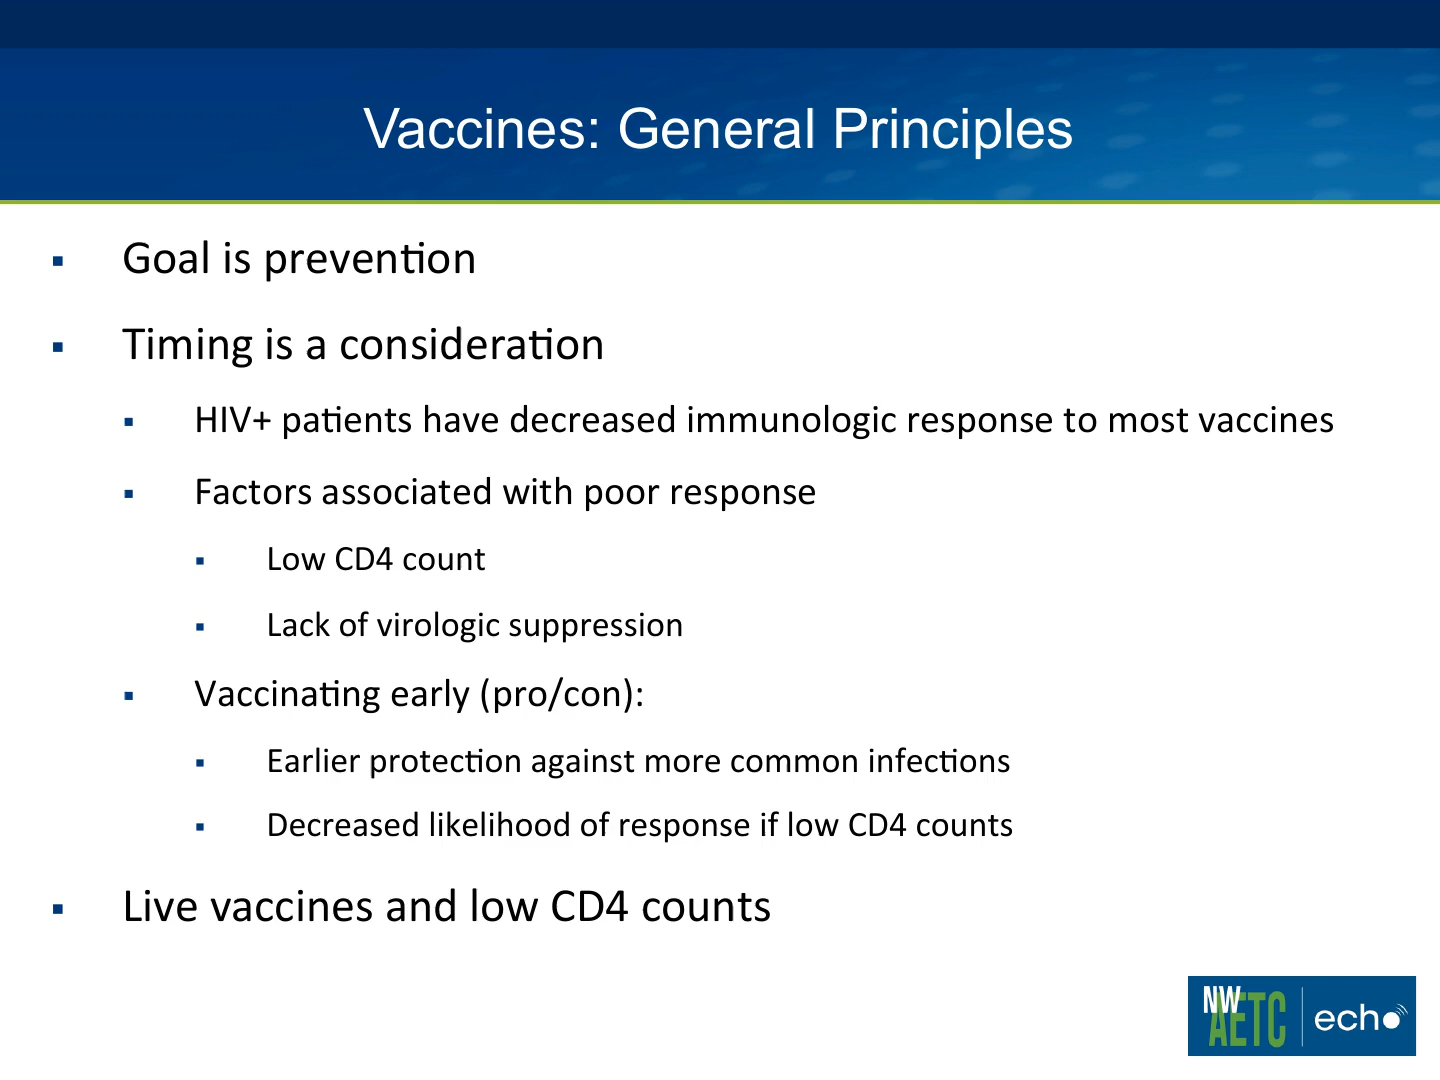 Vaccines: General Principles
▪ Goal is prevention
▪ Timing is a consideration
▪ HIV+ patients have decreased immunologic response to most vaccines
▪ Factors associated with poor response
▪ Low CD4 count
▪ Lack of virologic suppression
▪ Vaccinating early (pro/con):
▪ Earlier protection against more common infections
▪ Decreased likelihood of response if low CD4 counts
▪ Live vaccines and low CD4 counts
NW
AETC
echo